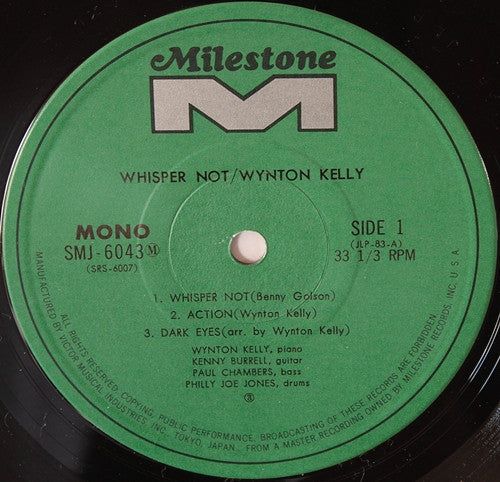 Milestone
M
WHISPER NOT/WYNTON KELLY
MONO
SMJ-6043Ⓜ
(SRS-6007)
SIDE 1
(JLP-83-A)
33 1/3 RPM
1. WHISPER NOT(Benny Golson)
2. ACTION(Wynton Kelly)
3. DARK EYES(arr. by Wynton Kelly)
WYNTON KELLY, piano
KENNY BURRELL, guitar
PAUL CHAMBERS, bass
PHILLY JOE JONES, drums
MANUFACTURED BY VICTOR MUSICAL INDUSTRIES, INC., TOKYO, JAPAN. FROM A MASTER RECORDING OWNED BY MILESTONE RECORDS INC, U.S.A.
ALL RIGHTS RESERVED. COPYING, PUBLIC PERFORMANCE, BROADCASTING OF THESE RECORDS ARE FORBIDDEN